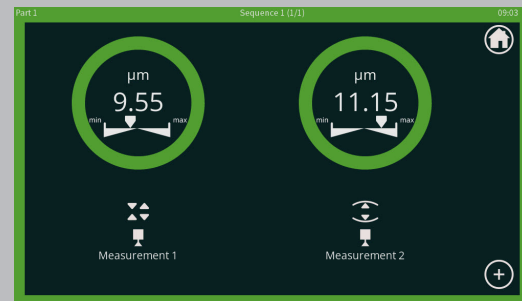 Part 1 Sequence 1 (1/1) 09:03
µm µm
9.55 11.15
min max min max
Measurement 1 Measurement 2